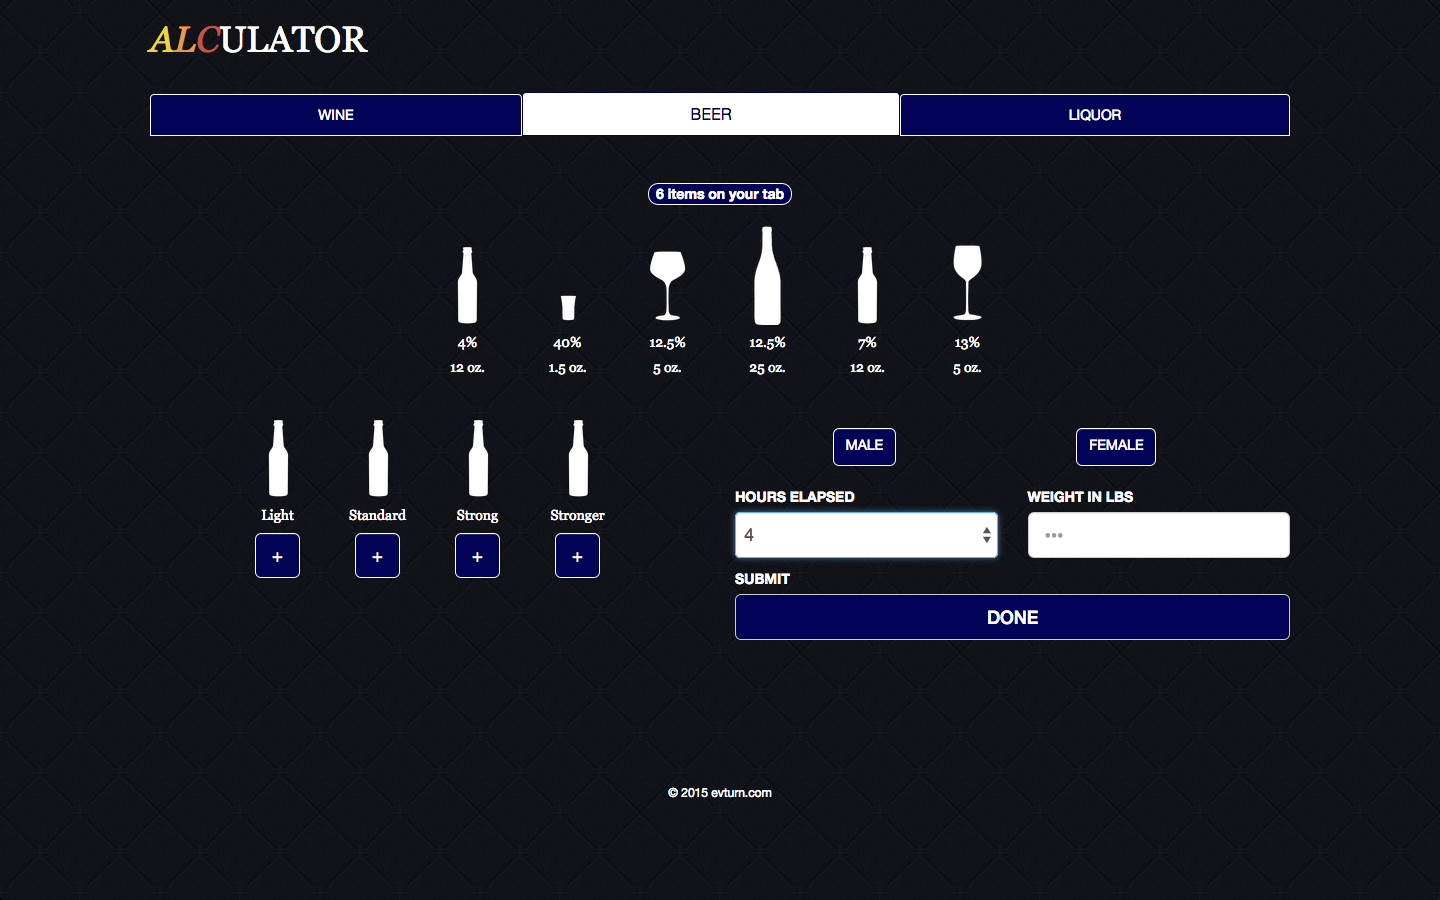 ALCULATOR
WINE BEER LIQUOR
6 items on your tab
4% 40% 12.5% 12.5% 7% 13%
12 oz. 1.5 oz. 5 oz. 25 oz. 12 oz. 5 oz.
Light Standard Strong Stronger
+ + + +
MALE FEMALE
HOURS ELAPSED WEIGHT IN LBS
4 •••
SUBMIT
DONE
© 2015 evturn.com